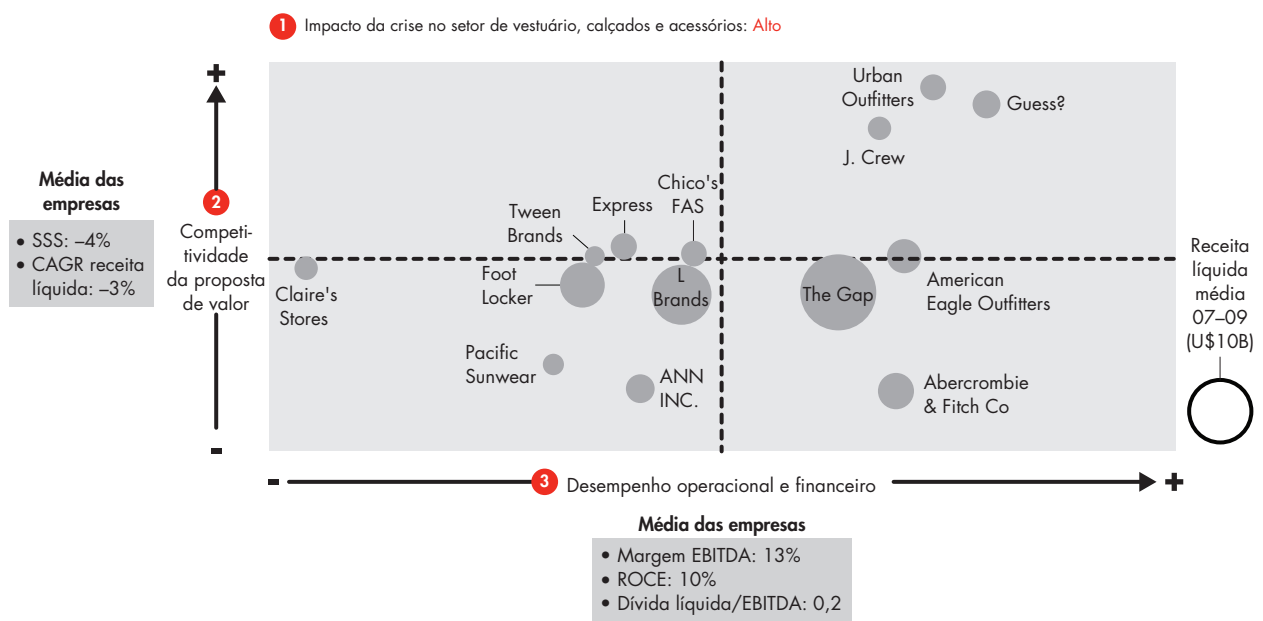 1 Impacto da crise no setor de vestuário, calçados e acessórios: Alto
+
Urban
Outfitters
Guess?
J. Crew
Média das
empresas
• SSS: –4%
• CAGR receita
líquida: –3%
2
Competi-
tividade
da proposta
de valor
-
Chico's
FAS
Express
Tween
Brands
Foot
Locker
L
Brands
Claire's
Stores
The Gap
American
Eagle Outfitters
Pacific
Sunwear
ANN
INC.
Abercrombie
& Fitch Co
Receita
líquida
média
07–09
(U$10B)
- 3 Desempenho operacional e financeiro +
Média das empresas
• Margem EBITDA: 13%
• ROCE: 10%
• Dívida líquida/EBITDA: 0,2